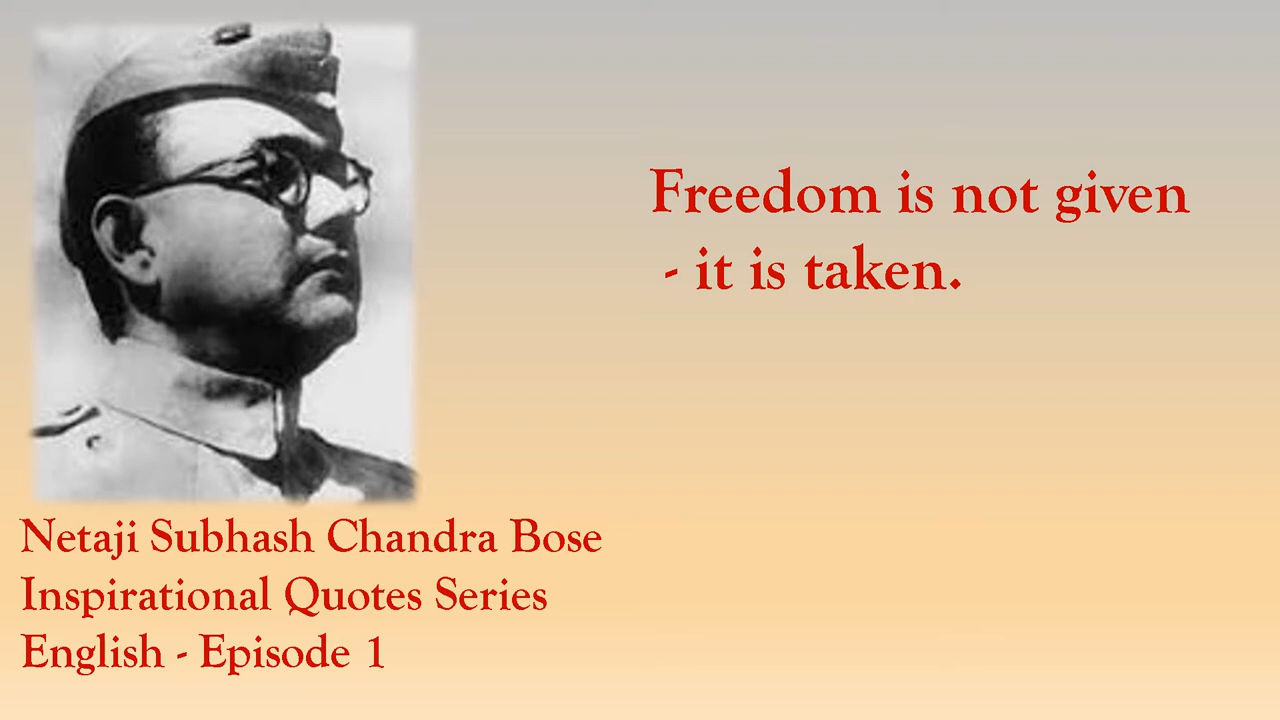 Freedom is not given
- it is taken.
Netaji Subhash Chandra Bose
Inspirational Quotes Series
English - Episode 1